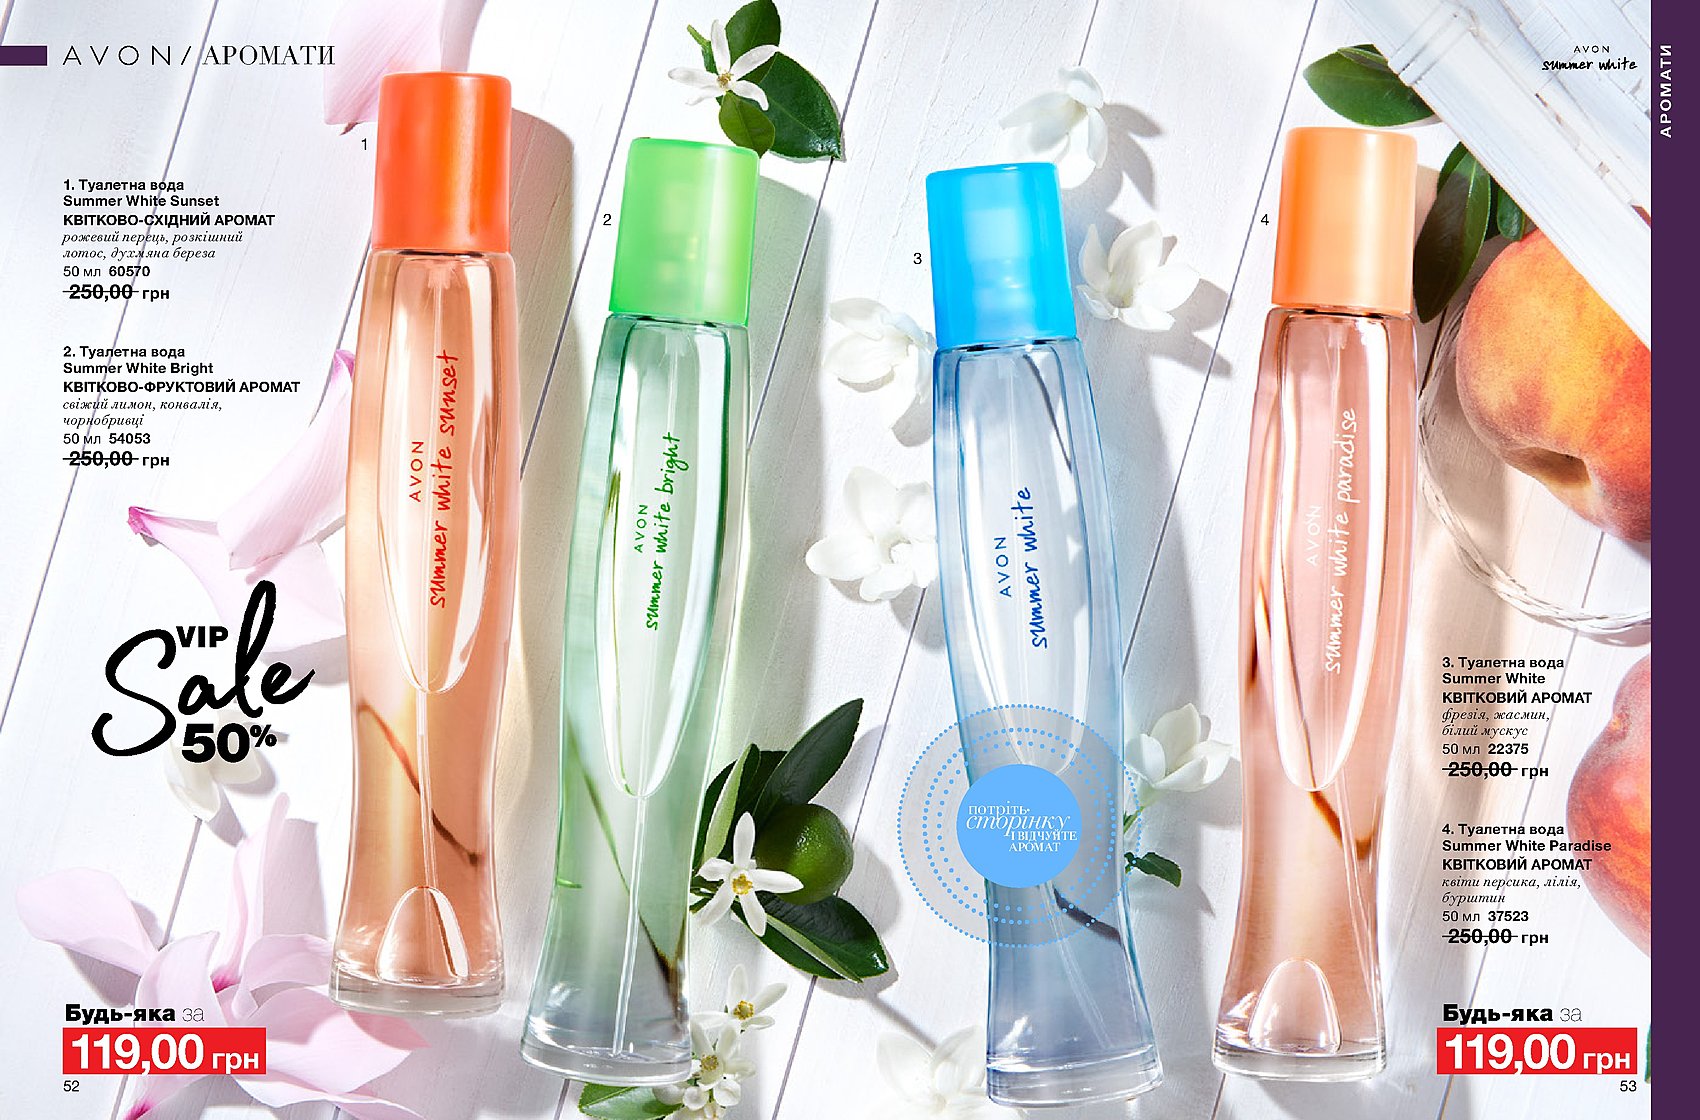 AVON / АРОМАТИ
1
1. Туалетна вода
Summer White Sunset
КВІТКОВО-СХІДНИЙ АРОМАТ
рожевий перець, розкішний
лотос, духмяна береза
50 мл 60570
250,00 грн
2. Туалетна вода
Summer White Bright
КВІТКОВО-ФРУКТОВИЙ АРОМАТ
свіжий лимон, конвалія,
чорнобривці
50 мл 54053
250,00 грн
VIP
Sale
50%
Будь-яка за
119,00 грн
52
AVON
summer white sunset
2
AVON
summer white bright
3
AVON
summer white
ПОТРІТЬ
СТОРІНКУ
І ВІДЧУЙТЕ
АРОМАТ
4
AVON
summer white paradise
AVON
summer white
АРОМАТИ
3. Туалетна вода
Summer White
КВІТКОВИЙ АРОМАТ
фрезія, жасмин,
білий мускус
50 мл 22375
250,00 грн
4. Туалетна вода
Summer White Paradise
КВІТКОВИЙ АРОМАТ
квіти персика, лілія,
бурштин
50 мл 37523
250,00 грн
Будь-яка за
119,00 грн
53